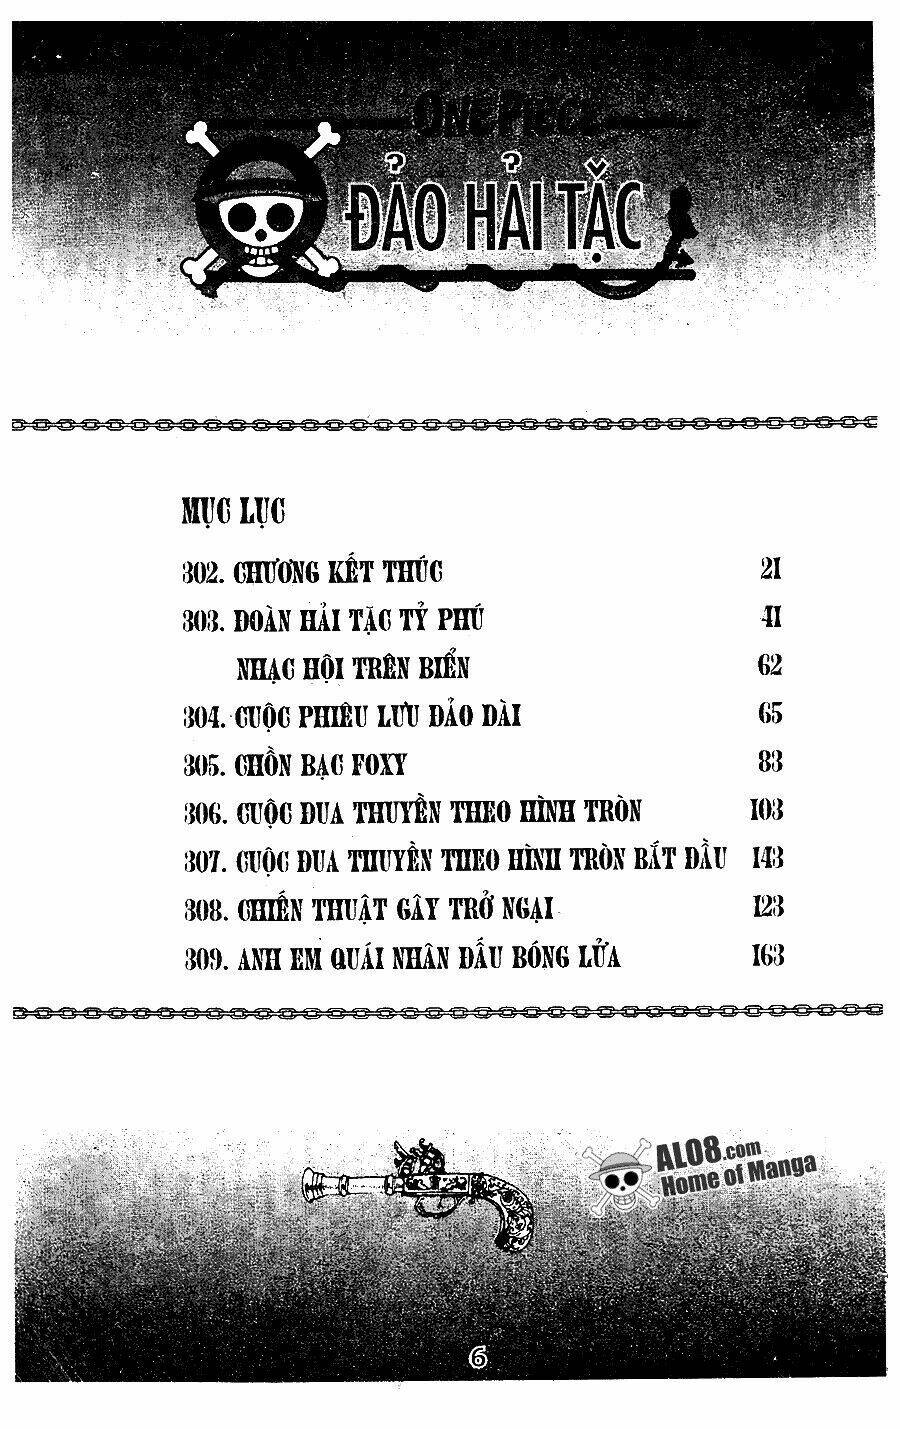 ONE PIECE
ĐẢO HẢI TẶC
MỤC LỤC
302. CHƯƠNG KẾT THÚC 21
303. ĐOÀN HẢI TẶC TỶ PHÚ 41
NHẠC HỘI TRÊN BIỂN 62
304. CUỘC PHIÊU LƯU ĐẢO DÀI 65
305. CHỒN BẠC FOXY 83
306. CUỘC ĐUA THUYỀN THEO HÌNH TRÒN 103
307. CUỘC ĐUA THUYỀN THEO HÌNH TRÒN BẮT ĐẦU 143
308. CHIẾN THUẬT GÂY TRỞ NGẠI 123
309. ANH EM QUÁI NHÂN ĐẤU BÓNG LỬA 163
ALO8.com
Home of Manga
6